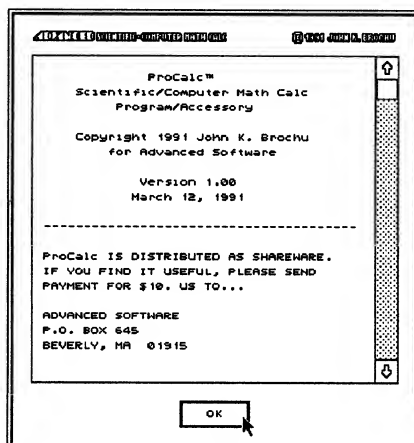 ProCalc™
Scientific/Computer Math Calc
Program/Accessory
Copyright 1991 John K. Brochu
for Advanced Software
Version 1.00
March 12, 1991
ProCalc IS DISTRIBUTED AS SHAREWARE.
IF YOU FIND IT USEFUL, PLEASE SEND
PAYMENT FOR $10. US TO...
ADVANCED SOFTWARE
P.O. BOX 645
BEVERLY, MA 01915
OK